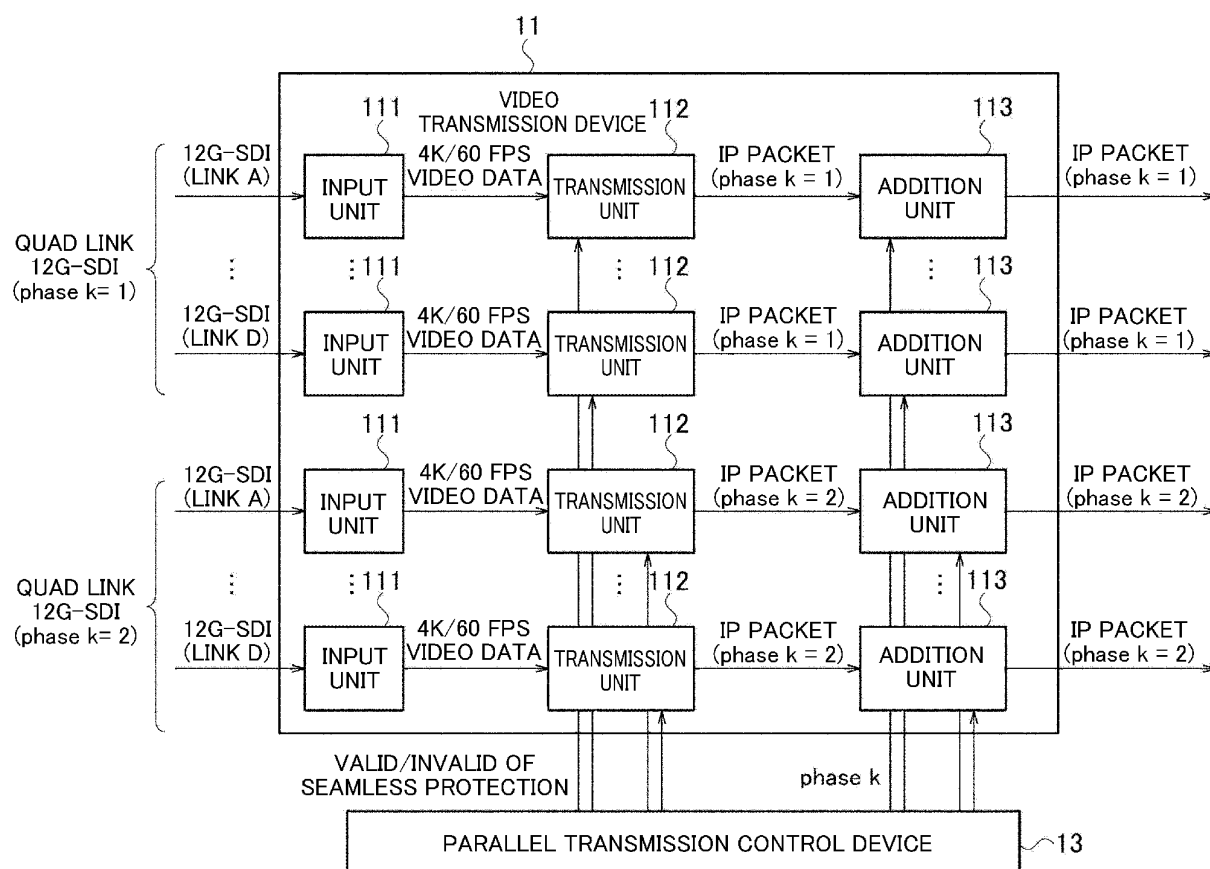 11
VIDEO
TRANSMISSION DEVICE
111
112
113
12G-SDI
(LINK A)
INPUT
UNIT
4K/60 FPS
VIDEO DATA
TRANSMISSION
UNIT
IP PACKET
(phase k = 1)
ADDITION
UNIT
IP PACKET
(phase k = 1)
QUAD LINK
12G-SDI
(phase k= 1)
111
112
113
12G-SDI
(LINK D)
INPUT
UNIT
4K/60 FPS
VIDEO DATA
TRANSMISSION
UNIT
IP PACKET
(phase k = 1)
ADDITION
UNIT
IP PACKET
(phase k = 1)
111
112
113
12G-SDI
(LINK A)
INPUT
UNIT
4K/60 FPS
VIDEO DATA
TRANSMISSION
UNIT
IP PACKET
(phase k = 2)
ADDITION
UNIT
IP PACKET
(phase k = 2)
QUAD LINK
12G-SDI
(phase k= 2)
111
112
113
12G-SDI
(LINK D)
INPUT
UNIT
4K/60 FPS
VIDEO DATA
TRANSMISSION
UNIT
IP PACKET
(phase k = 2)
ADDITION
UNIT
IP PACKET
(phase k = 2)
VALID/INVALID OF
SEAMLESS PROTECTION
phase k
PARALLEL TRANSMISSION CONTROL DEVICE
13